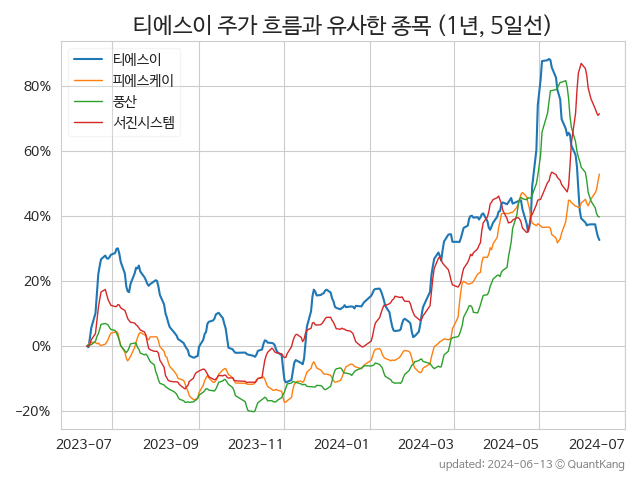 티에스이 주가 흐름과 유사한 종목 (1년, 5일선)
티에스이
피에스케이
풍산
서진시스템
80%
60%
40%
20%
0%
−20%
2023-07 2023-09 2023-11 2024-01 2024-03 2024-05 2024-07
updated: 2024-06-13 © QuantKang